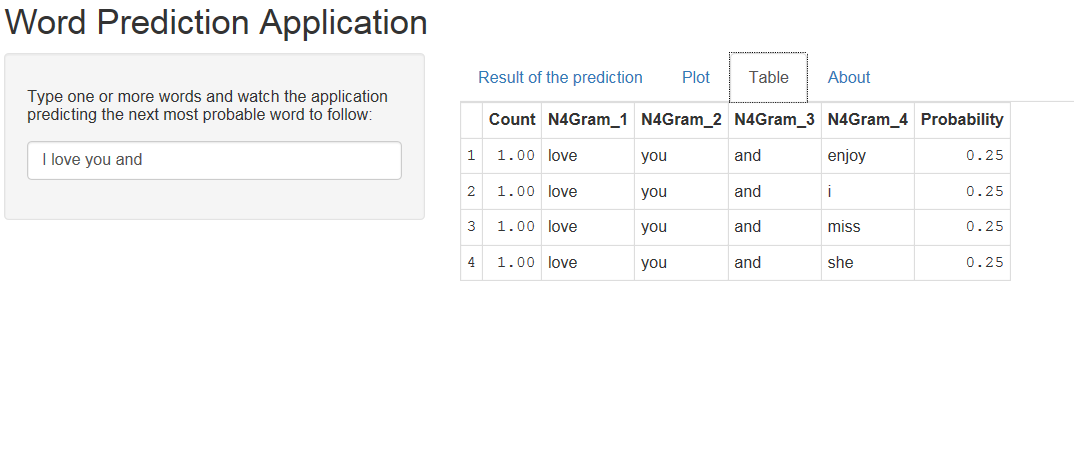 Word Prediction Application
Type one or more words and watch the application
predicting the next most probable word to follow:
I love you and
Result of the prediction Plot Table About
Count N4Gram_1 N4Gram_2 N4Gram_3 N4Gram_4 Probability
1 1.00 love you and enjoy 0.25
2 1.00 love you and i 0.25
3 1.00 love you and miss 0.25
4 1.00 love you and she 0.25